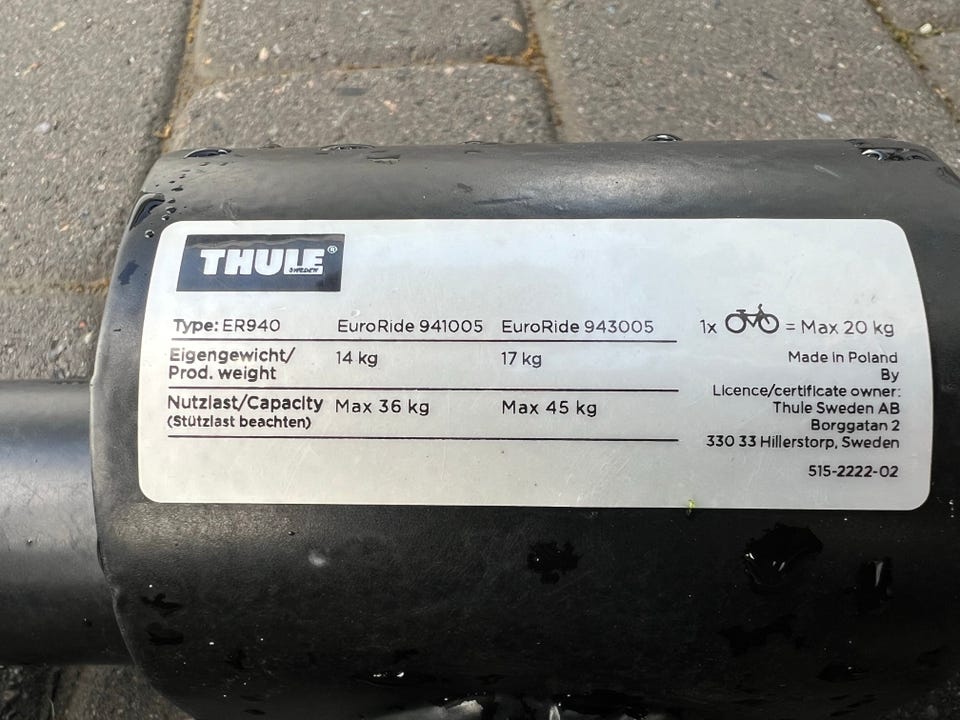 THULE®
SWEDEN
Type: ER940 EuroRide 941005 EuroRide 943005
Eigengewicht/ 14 kg 17 kg
Prod. weight
Nutzlast/Capacity Max 36 kg Max 45 kg
(Stützlast beachten)
1x = Max 20 kg
Made in Poland
By
Licence/certificate owner:
Thule Sweden AB
Borggatan 2
330 33 Hillerstorp, Sweden
515-2222-02